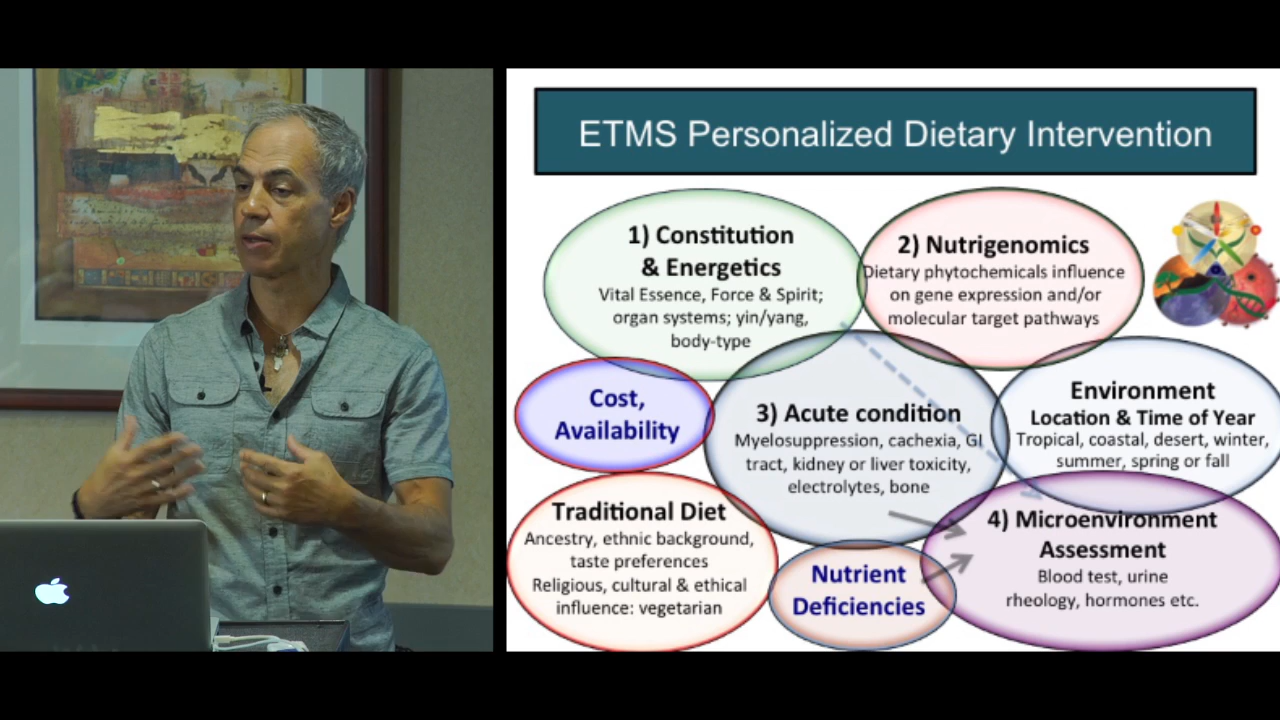 ETMS Personalized Dietary Intervention
1) Constitution
& Energetics
Vital Essence, Force & Spirit;
organ systems; yin/yang,
body-type
2) Nutrigenomics
Dietary phytochemicals influence
on gene expression and/or
molecular target pathways
Cost,
Availability
3) Acute condition
Myelosuppression, cachexia, GI
tract, kidney or liver toxicity,
electrolytes, bone
Environment
Location & Time of Year
Tropical, coastal, desert, winter,
summer, spring or fall
Traditional Diet
Ancestry, ethnic background,
taste preferences
Religious, cultural & ethical
influence: vegetarian
Nutrient
Deficiencies
4) Microenvironment
Assessment
Blood test, urine
rheology, hormones etc.